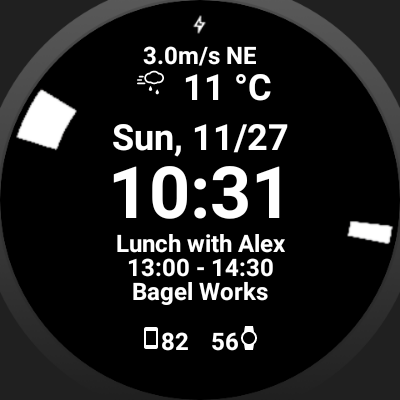 3.0m/s NE
11 °C
Sun, 11/27
10:31
Lunch with Alex
13:00 - 14:30
Bagel Works
82 56